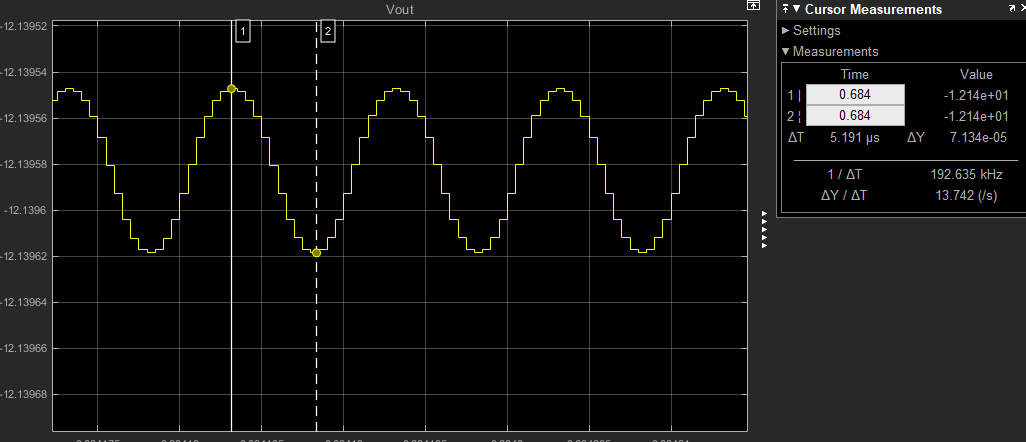 Vout
-12.13952
-12.13954
-12.13956
-12.13958
-12.1396
-12.13962
-12.13964
-12.13966
-12.13968
1
2
Cursor Measurements
Settings
Measurements
Time Value
1 | 0.684 -1.214e+01
2 ¦ 0.684 -1.214e+01
ΔT 5.191 µs ΔY 7.134e-05
1 / ΔT 192.635 kHz
ΔY / ΔT 13.742 (/s)